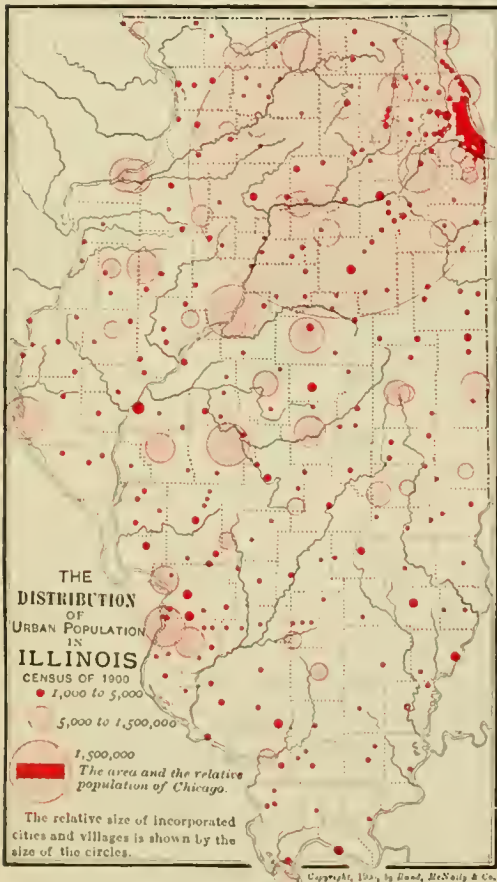 THE
DISTRIBUTION
OF
URBAN POPULATION
IN
ILLINOIS
CENSUS OF 1900
1,000 to 5,000
5,000 to 1,500,000
1,500,000
The area and the relative
population of Chicago.
The relative size of incorporated
cities and villages is shown by the
size of the circles.
Copyright, by Rand, McNally & Co.